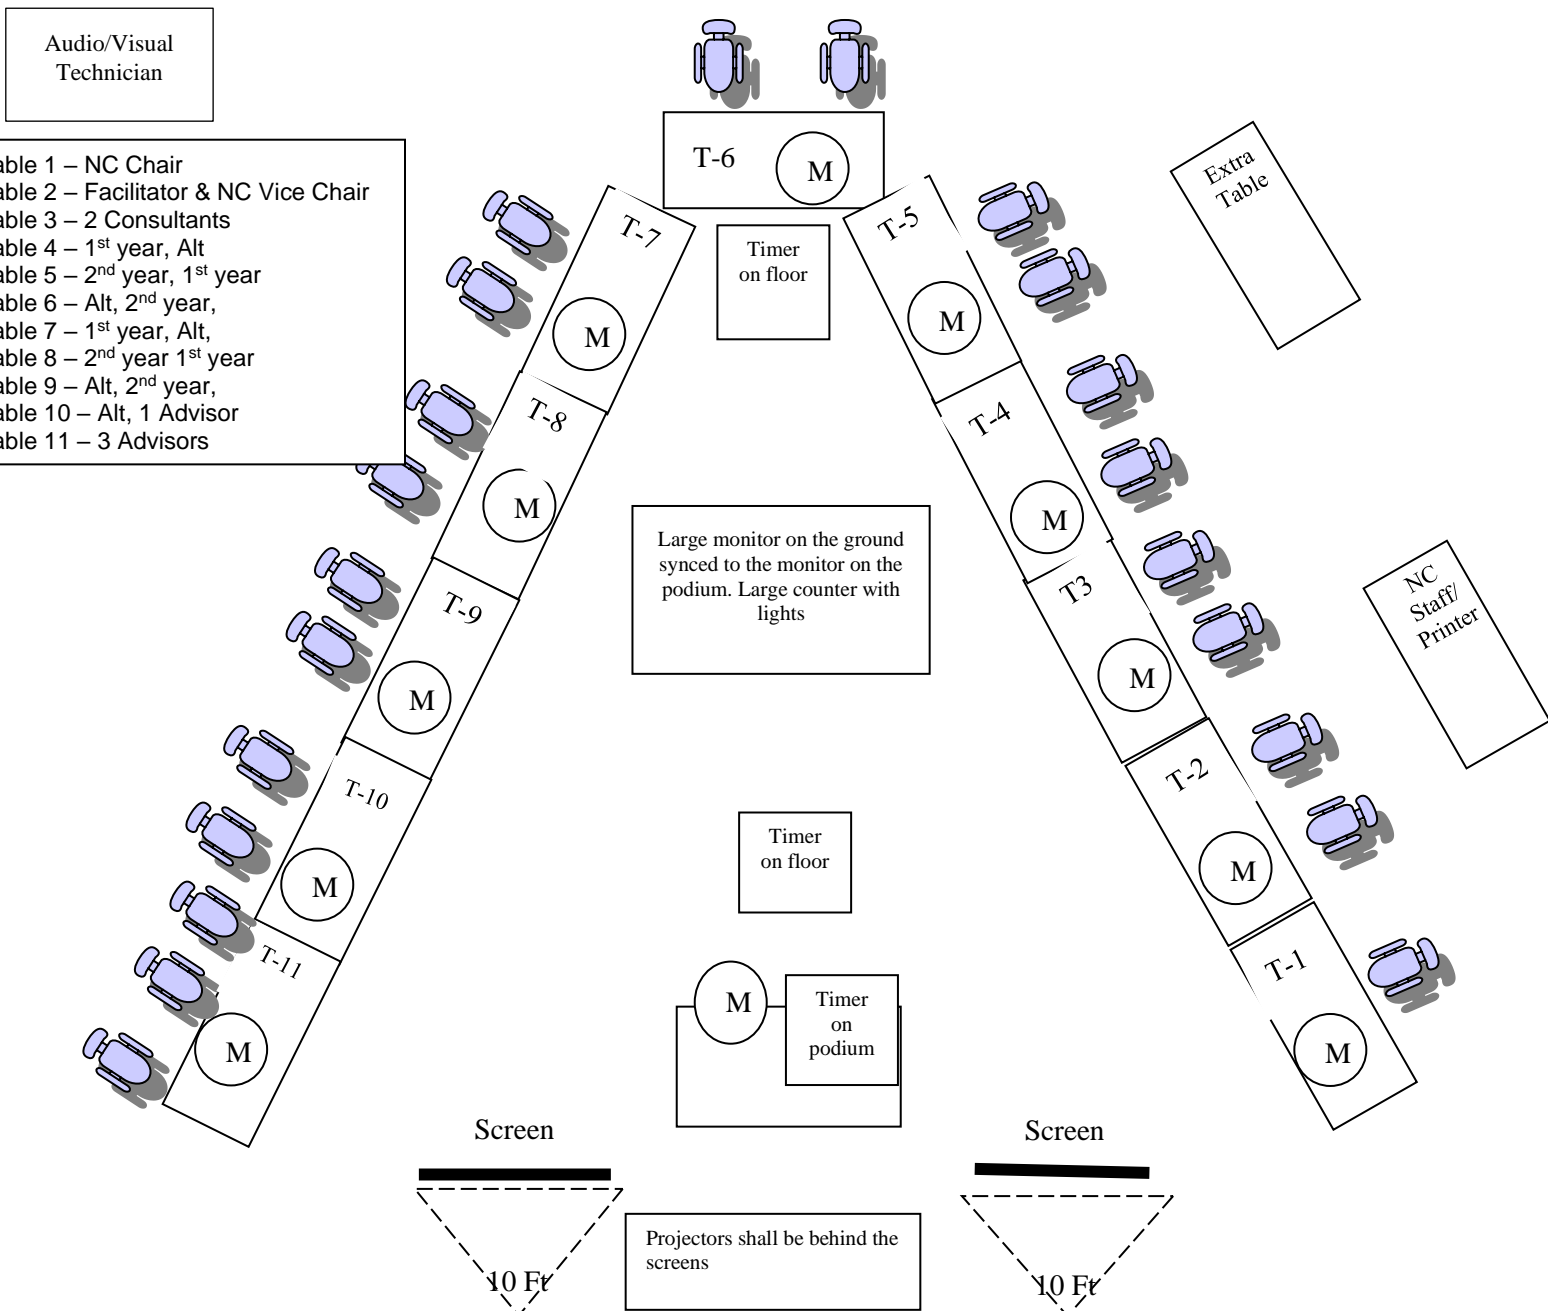 Audio/Visual
Technician
able 1 – NC Chair
able 2 – Facilitator & NC Vice Chair
able 3 – 2 Consultants
able 4 – 1st year, Alt
able 5 – 2nd year, 1st year
able 6 – Alt, 2nd year,
able 7 – 1st year, Alt,
able 8 – 2nd year 1st year
able 9 – Alt, 2nd year,
able 10 – Alt, 1 Advisor
able 11 – 3 Advisors
T-6
M
T-7
M
T-5
M
Timer
on floor
Extra
Table
T-8
M
T-4
M
Large monitor on the ground
synced to the monitor on the
podium. Large counter with
lights
T-9
M
T3
M
NC
Staff/
Printer
T-10
M
T-2
M
Timer
on floor
T-11
M
T-1
M
M
Timer
on
podium
Screen
Screen
Projectors shall be behind the
screens
10 Ft
10 Ft